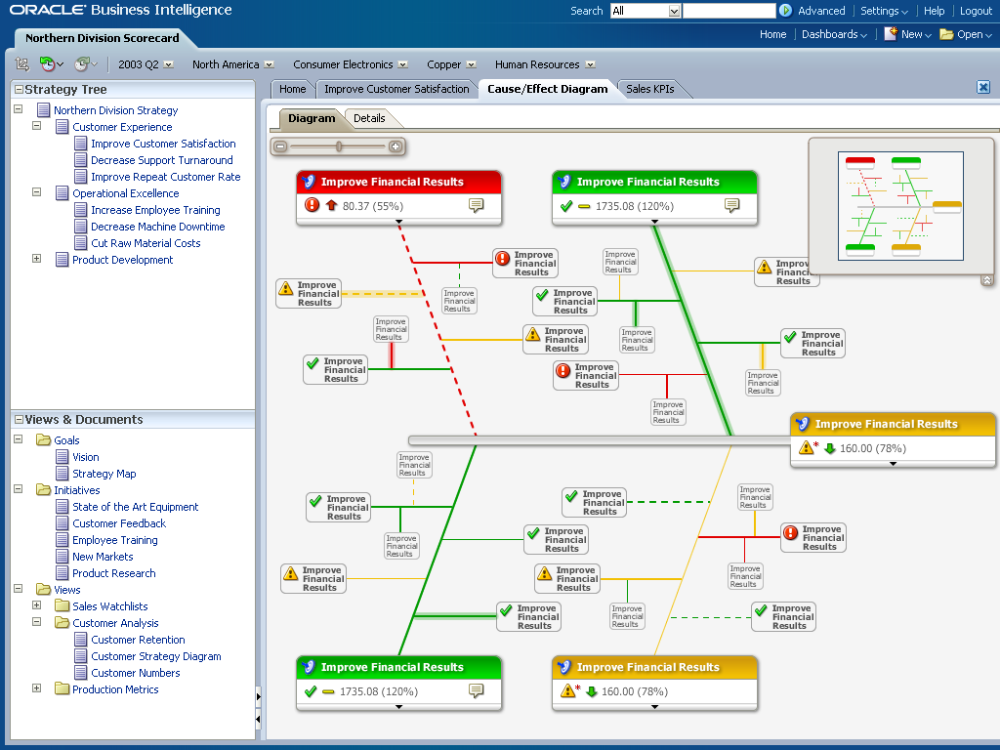 ORACLE Business Intelligence
Search All Advanced Settings Help Logout
Northern Division Scorecard
Home Dashboards New Open
2003 Q2 North America Consumer Electronics Copper Human Resources
Strategy Tree
Northern Division Strategy
Customer Experience
Improve Customer Satisfaction
Decrease Support Turnaround
Improve Repeat Customer Rate
Operational Excellence
Increase Employee Training
Decrease Machine Downtime
Cut Raw Material Costs
Product Development
Views & Documents
Goals
Vision
Strategy Map
Initiatives
State of the Art Equipment
Customer Feedback
Employee Training
New Markets
Product Research
Views
Sales Watchlists
Customer Analysis
Customer Retention
Customer Strategy Diagram
Customer Numbers
Production Metrics
Home Improve Customer Satisfaction Cause/Effect Diagram Sales KPIs
Diagram Details
Improve Financial Results
80.37 (55%)
Improve Financial Results
1735.08 (120%)
Improve
Financial
Results
Improve
Financial
Results
Improve
Financial
Results
Improve
Financial
Results
Improve
Financial
Results
Improve
Financial
Results
Improve
Financial
Results
Improve
Financial
Results
Improve
Financial
Results
Improve
Financial
Results
Improve
Financial
Results
Improve
Financial
Results
Improve
Financial
Results
Improve
Financial
Results
Improve Financial Results
160.00 (78%)
Improve
Financial
Results
Improve
Financial
Results
Improve
Financial
Results
Improve
Financial
Results
Improve
Financial
Results
Improve
Financial
Results
Improve
Financial
Results
Improve
Financial
Results
Improve
Financial
Results
Improve
Financial
Results
Improve
Financial
Results
Improve
Financial
Results
Improve
Financial
Results
Improve Financial Results
1735.08 (120%)
Improve Financial Results
* 160.00 (78%)